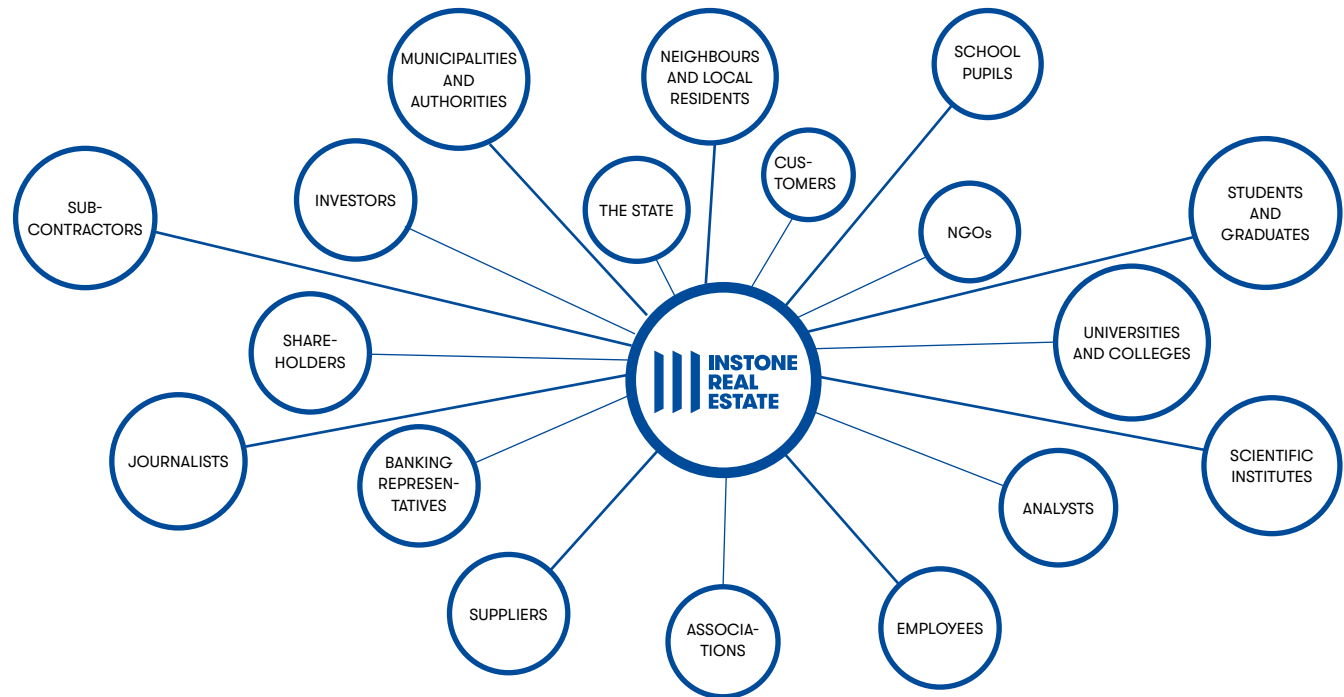 MUNICIPALITIES
AND
AUTHORITIES
NEIGHBOURS
AND LOCAL
RESIDENTS
SCHOOL
PUPILS
SUB-
CONTRACTORS
INVESTORS
THE STATE
CUS-
TOMERS
NGOs
STUDENTS
AND
GRADUATES
SHARE-
HOLDERS
INSTONE
REAL
ESTATE
UNIVERSITIES
AND COLLEGES
JOURNALISTS
BANKING
REPRESEN-
TATIVES
ANALYSTS
SCIENTIFIC
INSTITUTES
SUPPLIERS
ASSOCIA-
TIONS
EMPLOYEES